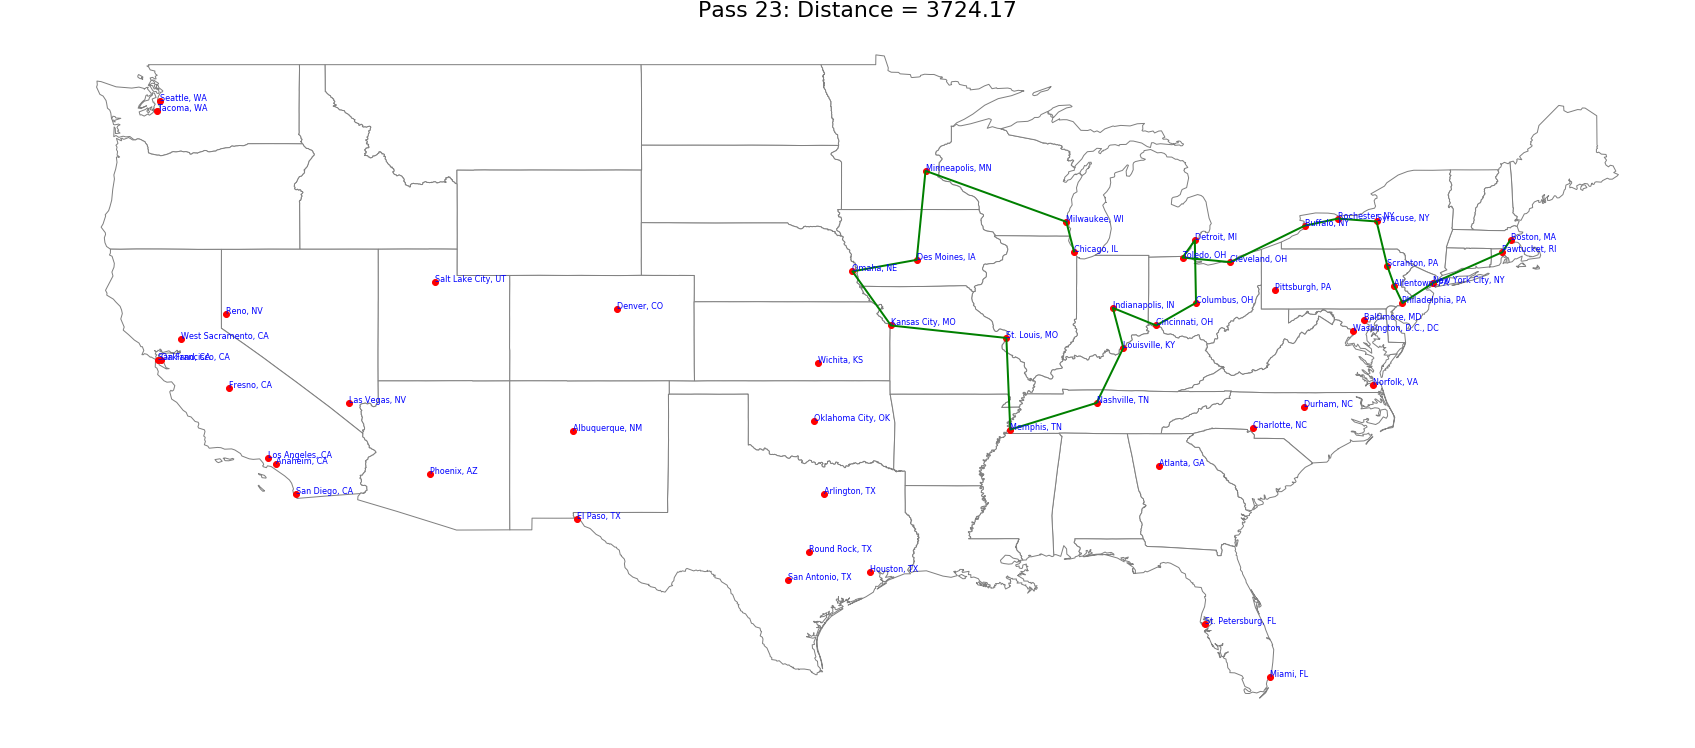 Pass 23: Distance = 3724.17
Seattle, WA
Tacoma, WA
Minneapolis, MN
Milwaukee, WI
Rochester, NY
Syracuse, NY
Buffalo, NY
Detroit, MI
Boston, MA
Chicago, IL
Pawtucket, RI
Toledo, OH
Cleveland, OH
Des Moines, IA
Scranton, PA
Omaha, NE
Salt Lake City, UT
New York City, NY
Allentown, PA
Pittsburgh, PA
Philadelphia, PA
Columbus, OH
Denver, CO
Indianapolis, IN
Reno, NV
Baltimore, MD
Kansas City, MO
Cincinnati, OH
Washington, D.C., DC
West Sacramento, CA
St. Louis, MO
Louisville, KY
San Francisco, CA
Wichita, KS
Fresno, CA
Norfolk, VA
Las Vegas, NV
Nashville, TN
Durham, NC
Oklahoma City, OK
Charlotte, NC
Albuquerque, NM
Memphis, TN
Los Angeles, CA
Anaheim, CA
Atlanta, GA
Phoenix, AZ
San Diego, CA
Arlington, TX
El Paso, TX
Round Rock, TX
Houston, TX
San Antonio, TX
St. Petersburg, FL
Miami, FL